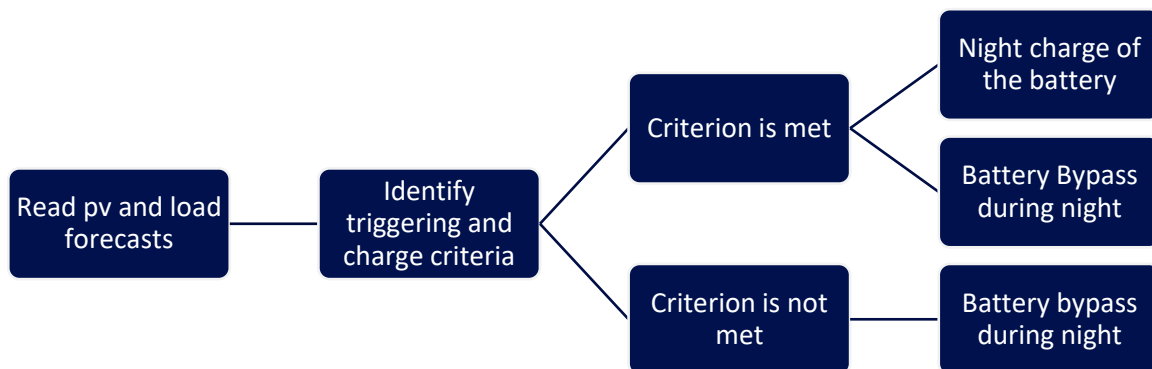 Read pv and load
forecasts
Identify
triggering and
charge criteria
Criterion is met
Night charge of
the battery
Battery Bypass
during night
Criterion is not
met
Battery bypass
during night